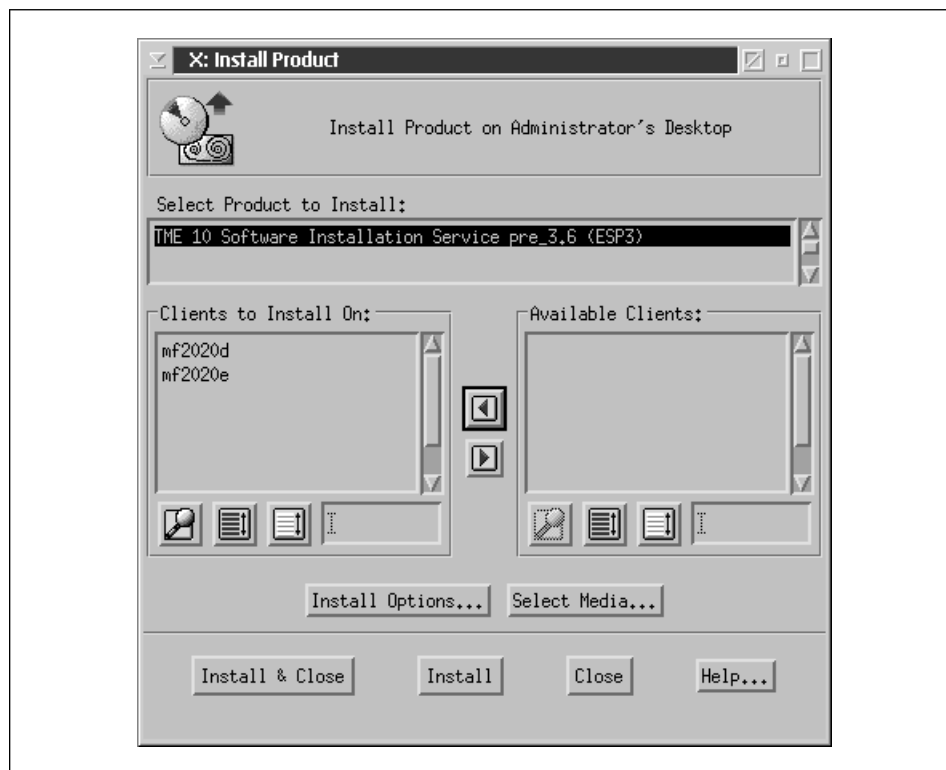 X: Install Product
Install Product on Administrator's Desktop
Select Product to Install:
TME 10 Software Installation Service pre_3.6 (ESP3)
Clients to Install On:
mf2020d
mf2020e
Available Clients:
Install Options...
Select Media...
Install & Close
Install
Close
Help...